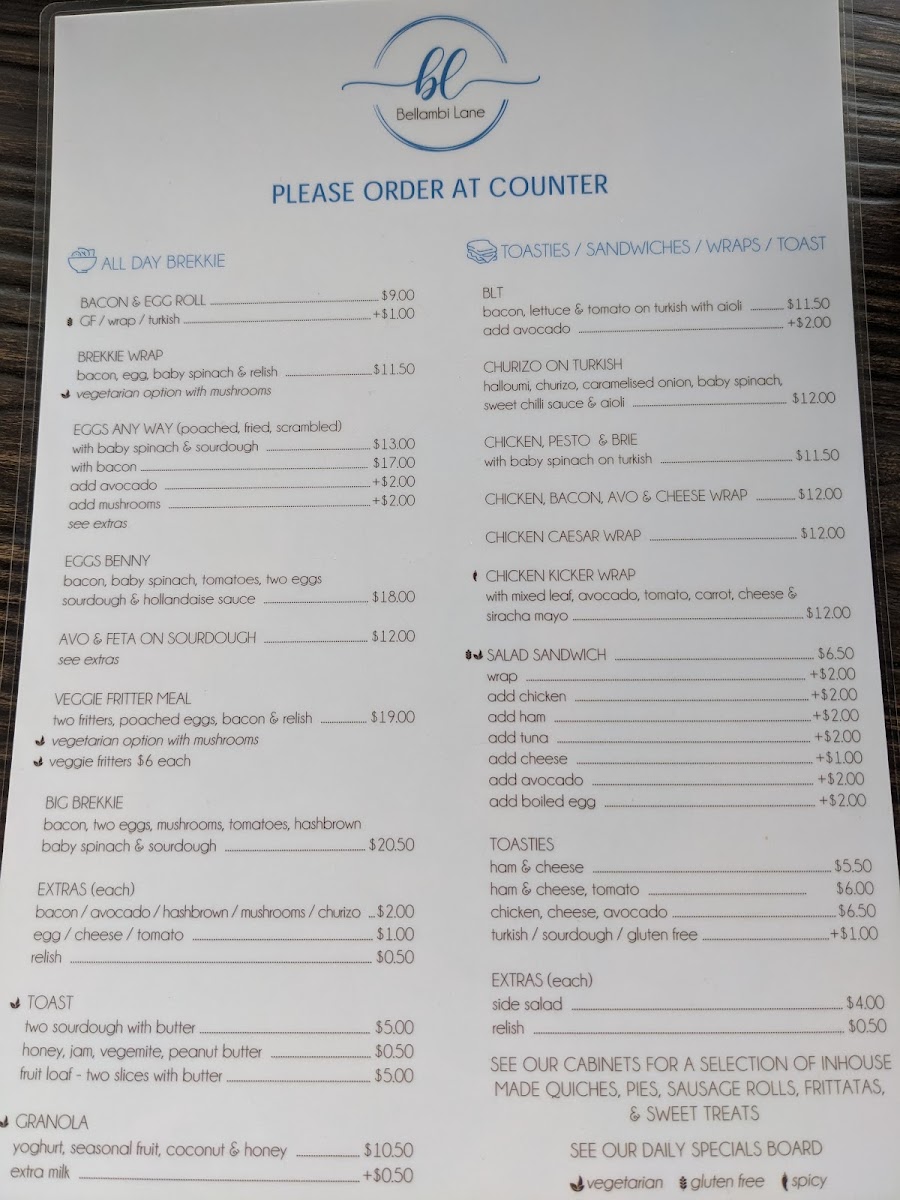 bl
Bellambi Lane
PLEASE ORDER AT COUNTER
ALL DAY BREKKIE
BACON & EGG ROLL $9.00
GF / wrap / turkish +$1.00
BREKKIE WRAP
bacon, egg, baby spinach & relish $11.50
vegetarian option with mushrooms
EGGS ANY WAY (poached, fried, scrambled)
with baby spinach & sourdough $13.00
with bacon $17.00
add avocado +$2.00
add mushrooms +$2.00
see extras
EGGS BENNY
bacon, baby spinach, tomatoes, two eggs
sourdough & hollandaise sauce $18.00
AVO & FETA ON SOURDOUGH $12.00
see extras
VEGGIE FRITTER MEAL
two fritters, poached eggs, bacon & relish $19.00
vegetarian option with mushrooms
veggie fritters $6 each
BIG BREKKIE
bacon, two eggs, mushrooms, tomatoes, hashbrown
baby spinach & sourdough $20.50
EXTRAS (each)
bacon / avocado / hashbrown / mushrooms / churizo $2.00
egg / cheese / tomato $1.00
relish $0.50
TOAST
two sourdough with butter $5.00
honey, jam, vegemite, peanut butter $0.50
fruit loaf - two slices with butter $5.00
GRANOLA
yoghurt, seasonal fruit, coconut & honey $10.50
extra milk +$0.50
TOASTIES / SANDWICHES / WRAPS / TOAST
BLT
bacon, lettuce & tomato on turkish with aioli $11.50
add avocado +$2.00
CHURIZO ON TURKISH
halloumi, churizo, caramelised onion, baby spinach,
sweet chilli sauce & aioli $12.00
CHICKEN, PESTO & BRIE
with baby spinach on turkish $11.50
CHICKEN, BACON, AVO & CHEESE WRAP $12.00
CHICKEN CAESAR WRAP $12.00
CHICKEN KICKER WRAP
with mixed leaf, avocado, tomato, carrot, cheese &
siracha mayo $12.00
SALAD SANDWICH $6.50
wrap +$2.00
add chicken +$2.00
add ham +$2.00
add tuna +$2.00
add cheese +$1.00
add avocado +$2.00
add boiled egg +$2.00
TOASTIES
ham & cheese $5.50
ham & cheese, tomato $6.00
chicken, cheese, avocado $6.50
turkish / sourdough / gluten free +$1.00
EXTRAS (each)
side salad $4.00
relish $0.50
SEE OUR CABINETS FOR A SELECTION OF INHOUSE
MADE QUICHES, PIES, SAUSAGE ROLLS, FRITTATAS,
& SWEET TREATS
SEE OUR DAILY SPECIALS BOARD
vegetarian gluten free spicy